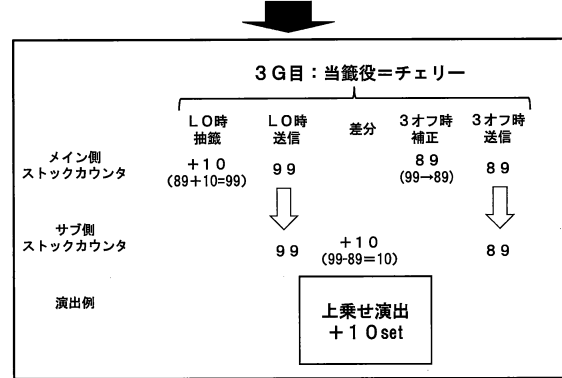 3G目：当籤役＝チェリー
LO時 LO時 差分 3オフ時 3オフ時
抽籤 送信 補正 送信
メイン側 +10 99 89 89
ストックカウンタ (89+10=99) (99→89)
サブ側 99 +10 89
ストックカウンタ (99-89=10)
演出例 上乗せ演出
+10set